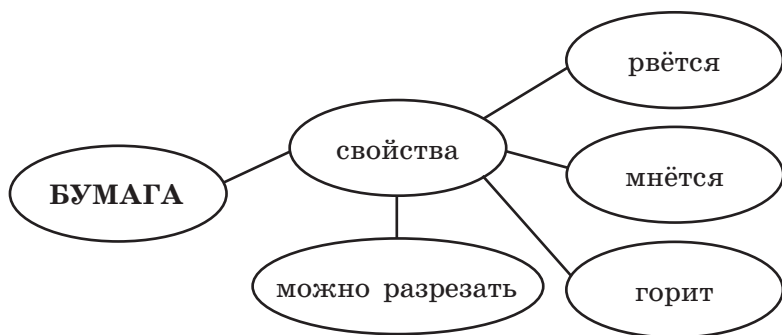 БУМАГА
свойства
рвётся
мнётся
горит
можно разрезать